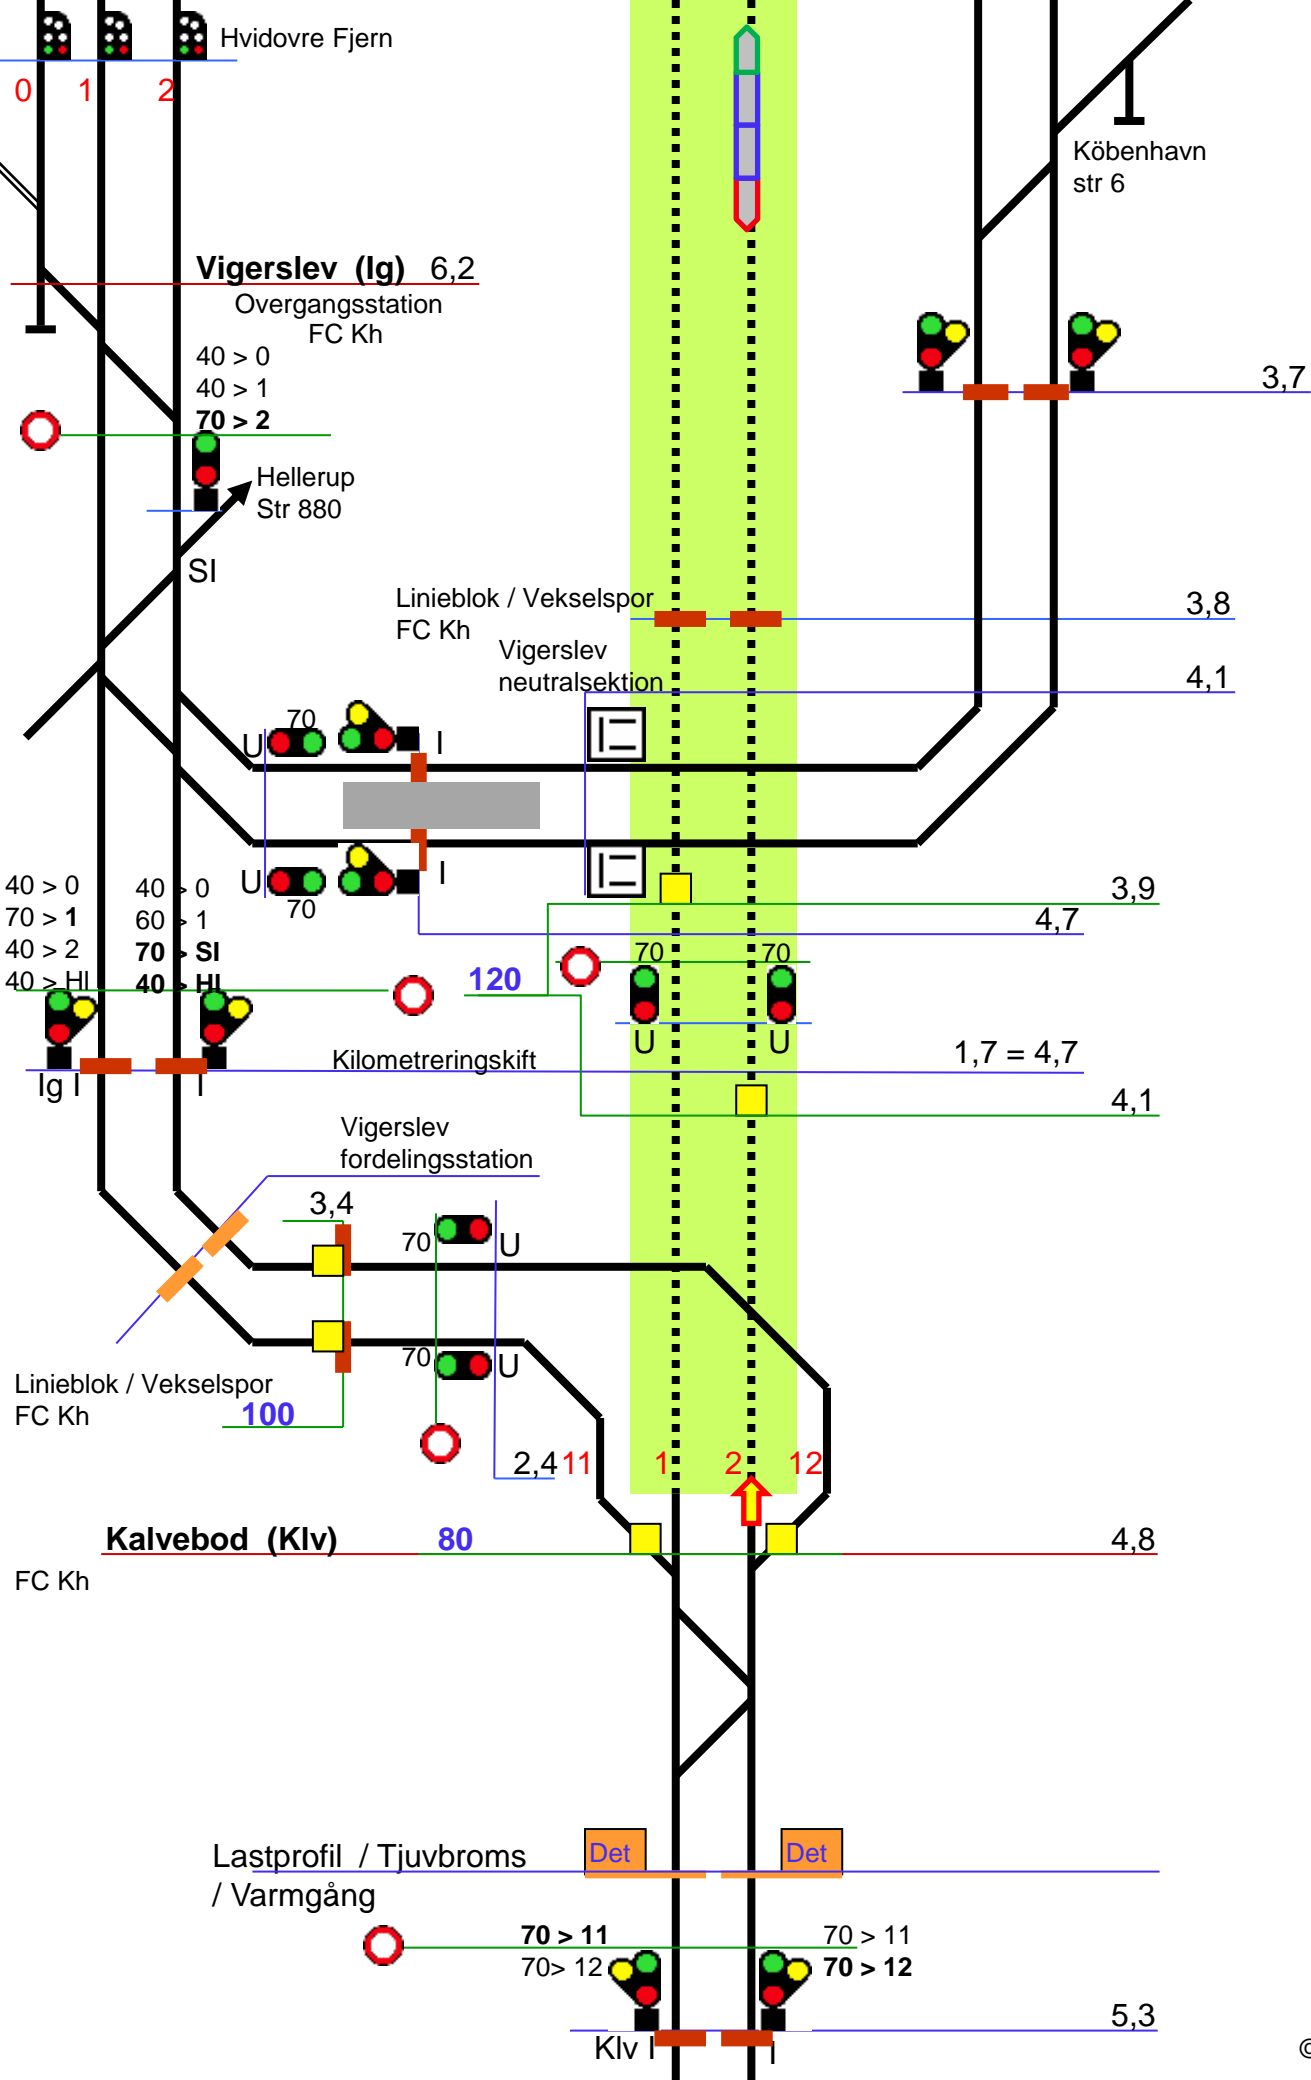 Hvidovre Fjern
0 1 2
Köbenhavn
str 6
Vigerslev (Ig) 6,2
Overgangsstation
FC Kh
40 > 0
40 > 1
70 > 2
3,7
Hellerup
Str 880
SI
Linieblok / Vekselspor
FC Kh
3,8
Vigerslev
neutralsektion
4,1
70
U I
U I
70
40 > 0
70 > 1
40 > 2
40 > HI
40 > 0
60 > 1
70 > SI
40 > HI
3,9
4,7
120
70 70
U U
Kilometreringskift
1,7 = 4,7
Ig I I
4,1
Vigerslev
fordelingsstation
3,4
70 U
70 U
Linieblok / Vekselspor
FC Kh
100
2,4 11 1 2 12
Kalvebod (Klv) 80 4,8
FC Kh
Det Det
Lastprofil / Tjuvbroms
/ Varmgång
70 > 11
70> 12
70 > 11
70 > 12
5,3
Klv I I
©